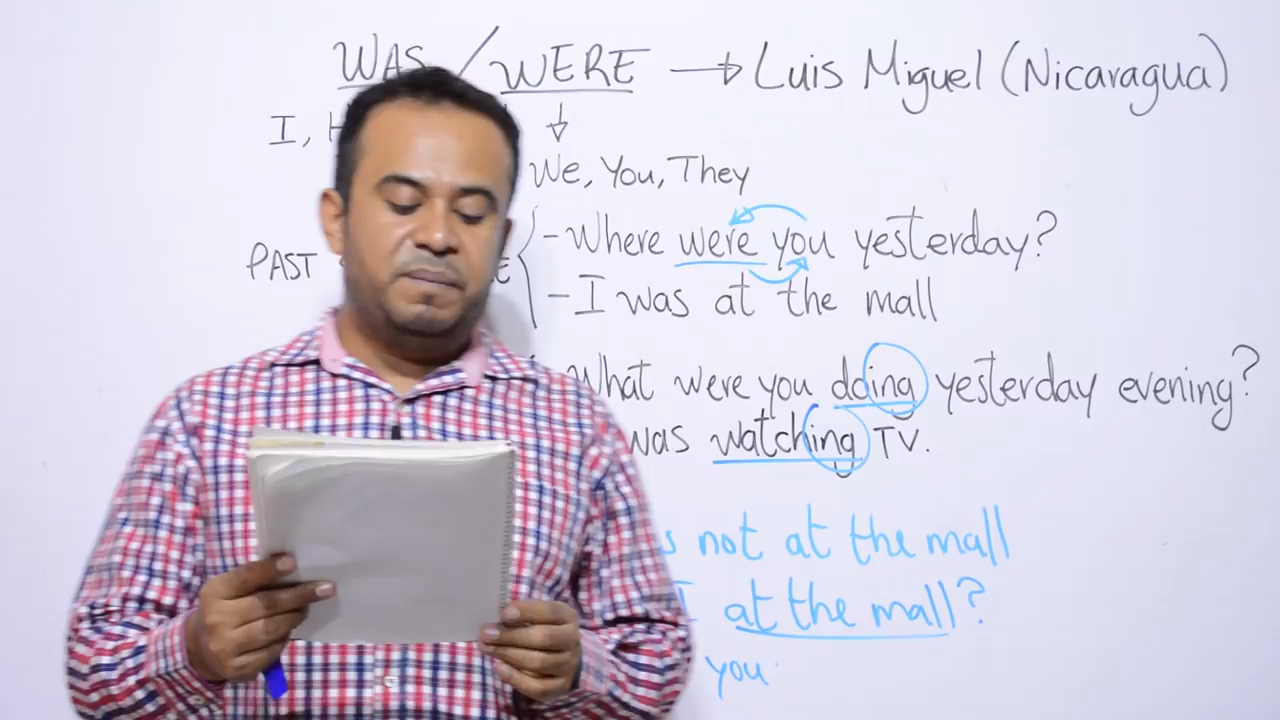 WAS / WERE → Luis Miguel (Nicaragua)
I,
We, You, They
PAST
- Where were you yesterday?
- I was at the mall
What were you doing yesterday evening?
was watching TV.
not at the mall
at the mall?
you